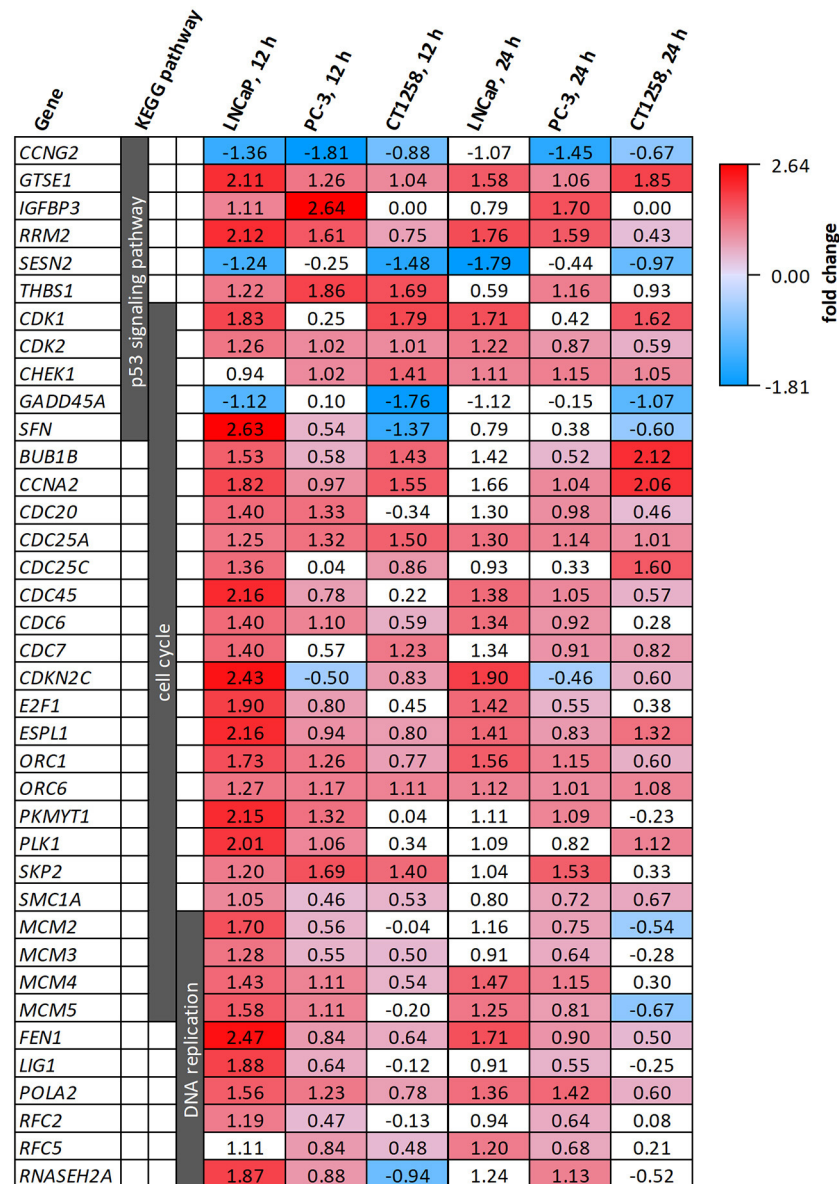 Gene KEGG pathway LNCaP, 12 h PC-3, 12 h CT1258, 12 h LNCaP, 24 h PC-3, 24 h CT1258, 24 h
CCNG2 -1.36 -1.81 -0.88 -1.07 -1.45 -0.67
GTSE1 2.11 1.26 1.04 1.58 1.06 1.85
IGFBP3 1.11 2.64 0.00 0.79 1.70 0.00
RRM2 2.12 1.61 0.75 1.76 1.59 0.43
SESN2 -1.24 -0.25 -1.48 -1.79 -0.44 -0.97
THBS1 1.22 1.86 1.69 0.59 1.16 0.93
CDK1 1.83 0.25 1.79 1.71 0.42 1.62
CDK2 1.26 1.02 1.01 1.22 0.87 0.59
CHEK1 0.94 1.02 1.41 1.11 1.15 1.05
GADD45A -1.12 0.10 -1.76 -1.12 -0.15 -1.07
SFN 2.63 0.54 -1.37 0.79 0.38 -0.60
BUB1B 1.53 0.58 1.43 1.42 0.52 2.12
CCNA2 1.82 0.97 1.55 1.66 1.04 2.06
CDC20 1.40 1.33 -0.34 1.30 0.98 0.46
CDC25A 1.25 1.32 1.50 1.30 1.14 1.01
CDC25C 1.36 0.04 0.86 0.93 0.33 1.60
CDC45 2.16 0.78 0.22 1.38 1.05 0.57
CDC6 1.40 1.10 0.59 1.34 0.92 0.28
CDC7 1.40 0.57 1.23 1.34 0.91 0.82
CDKN2C 2.43 -0.50 0.83 1.90 -0.46 0.60
E2F1 1.90 0.80 0.45 1.42 0.55 0.38
ESPL1 2.16 0.94 0.80 1.41 0.83 1.32
ORC1 1.73 1.26 0.77 1.56 1.15 0.60
ORC6 1.27 1.17 1.11 1.12 1.01 1.08
PKMYT1 2.15 1.32 0.04 1.11 1.09 -0.23
PLK1 2.01 1.06 0.34 1.09 0.82 1.12
SKP2 1.20 1.69 1.40 1.04 1.53 0.33
SMC1A 1.05 0.46 0.53 0.80 0.72 0.67
MCM2 1.70 0.56 -0.04 1.16 0.75 -0.54
MCM3 1.28 0.55 0.50 0.91 0.64 -0.28
MCM4 1.43 1.11 0.54 1.47 1.15 0.30
MCM5 1.58 1.11 -0.20 1.25 0.81 -0.67
FEN1 2.47 0.84 0.64 1.71 0.90 0.50
LIG1 1.88 0.64 -0.12 0.91 0.55 -0.25
POLA2 1.56 1.23 0.78 1.36 1.42 0.60
RFC2 1.19 0.47 -0.13 0.94 0.64 0.08
RFC5 1.11 0.84 0.48 1.20 0.68 0.21
RNASEH2A 1.87 0.88 -0.94 1.24 1.13 -0.52
p53 signaling pathway
cell cycle
DNA replication
2.64
0.00
-1.81
fold change